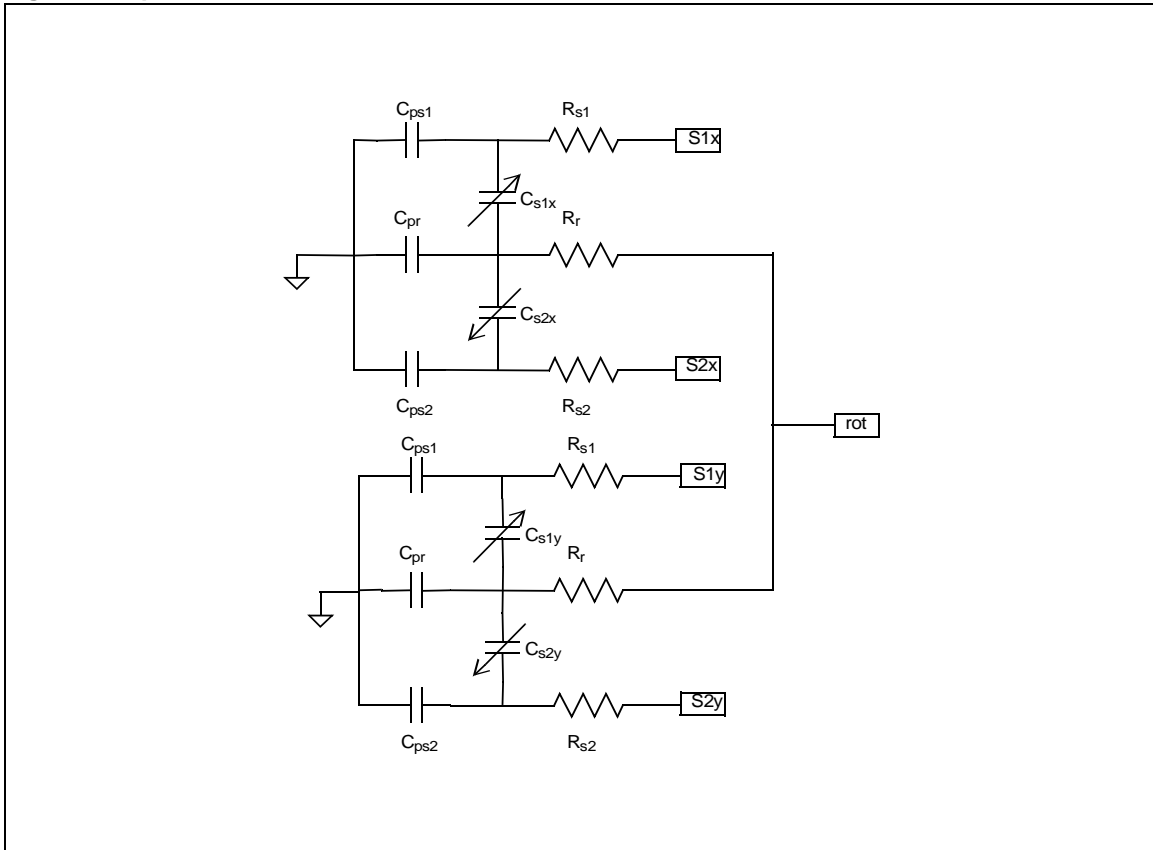 Cps1
Rs1
S1x
Cs1x
Cpr
Rr
Cs2x
S2x
Cps2
Rs2
rot
Cps1
Rs1
S1y
Cs1y
Cpr
Rr
Cs2y
S2y
Cps2
Rs2